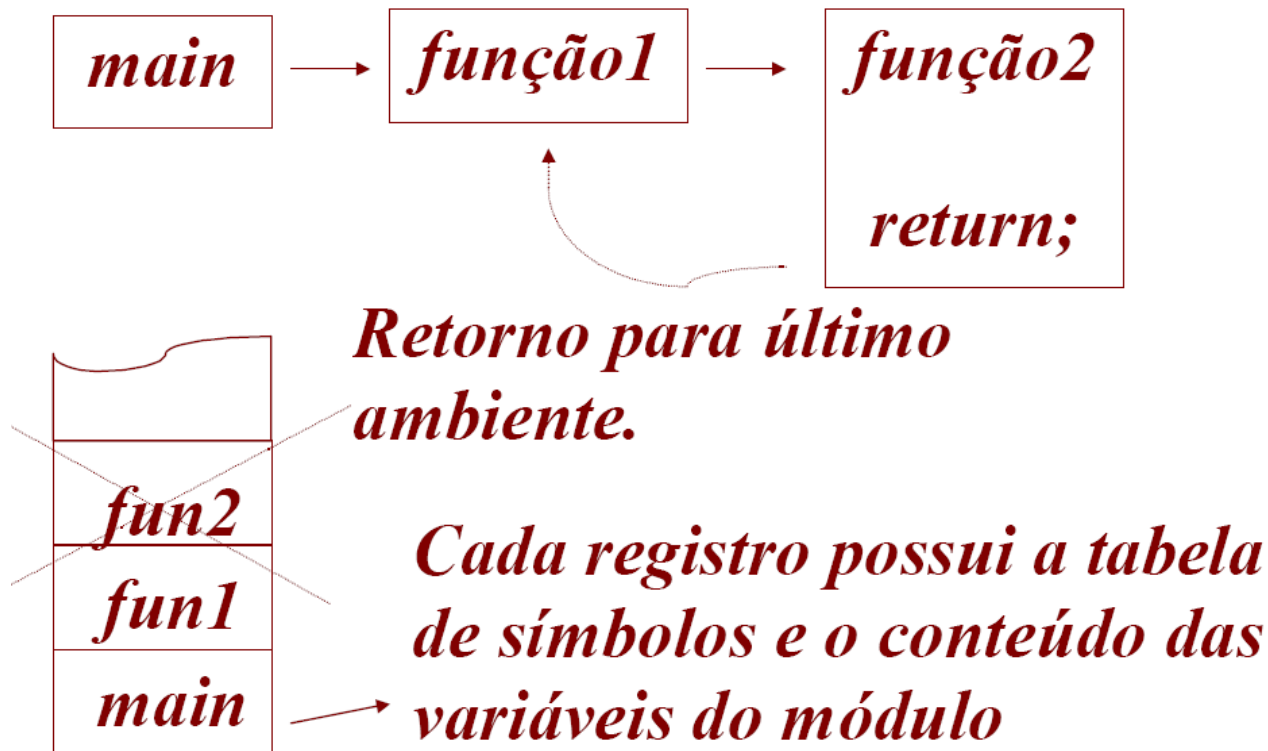 main
função1
função2
return;
Retorno para último
ambiente.
fun2
fun1
main
Cada registro possui a tabela
de símbolos e o conteúdo das
variáveis do módulo